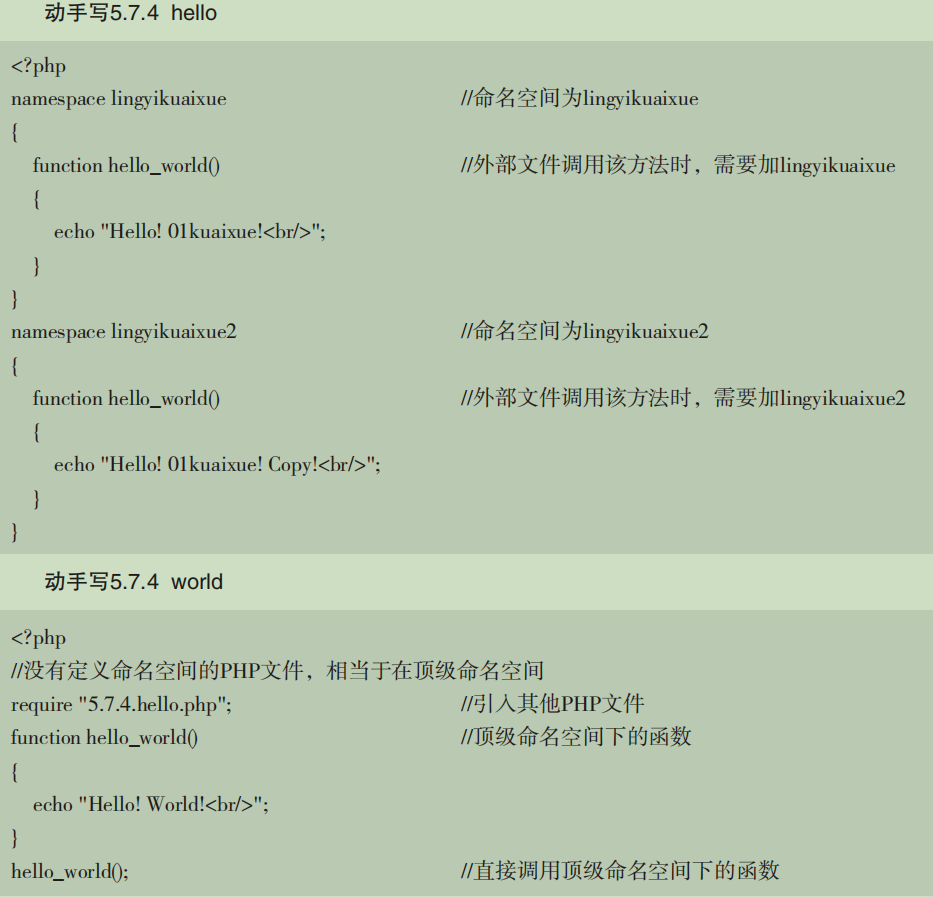 动手写5.7.4 hello
<?php
namespace lingyikuaixue //命名空间为lingyikuaixue
{
function hello_world() //外部文件调用该方法时，需要加lingyikuaixue
{
echo "Hello! 01kuaixue!<br/>";
}
}
namespace lingyikuaixue2 //命名空间为lingyikuaixue2
{
function hello_world() //外部文件调用该方法时，需要加lingyikuaixue2
{
echo "Hello! 01kuaixue! Copy!<br/>";
}
}
动手写5.7.4 world
<?php
//没有定义命名空间的PHP文件，相当于在顶级命名空间
require "5.7.4.hello.php"; //引入其他PHP文件
function hello_world() //顶级命名空间下的函数
{
echo "Hello! World!<br/>";
}
hello_world(); //直接调用顶级命名空间下的函数